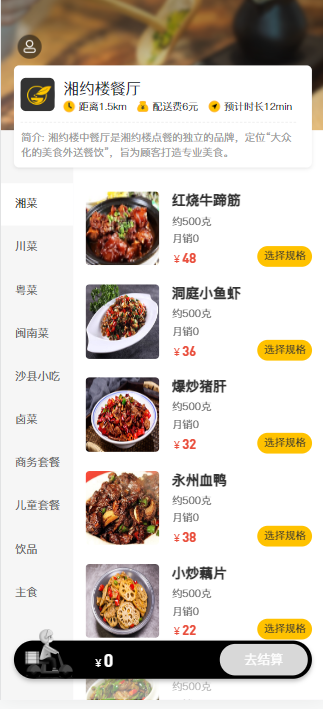 湘约楼餐厅
距离1.5km 配送费6元 预计时长12min
简介: 湘约楼中餐厅是湘约楼点餐的独立的品牌，定位“大众
化的美食外送餐饮”，旨为顾客打造专业美食。
湘菜
川菜
粤菜
闽南菜
沙县小吃
卤菜
商务套餐
儿童套餐
饮品
主食
红烧牛蹄筋
约500克
月销0
￥48 选择规格
洞庭小鱼虾
约500克
月销0
￥36 选择规格
爆炒猪肝
约500克
月销0
￥32 选择规格
永州血鸭
约500克
月销0
￥38 选择规格
小炒藕片
约500克
月销0
￥22 选择规格
￥0 去结算
约500克
月销0